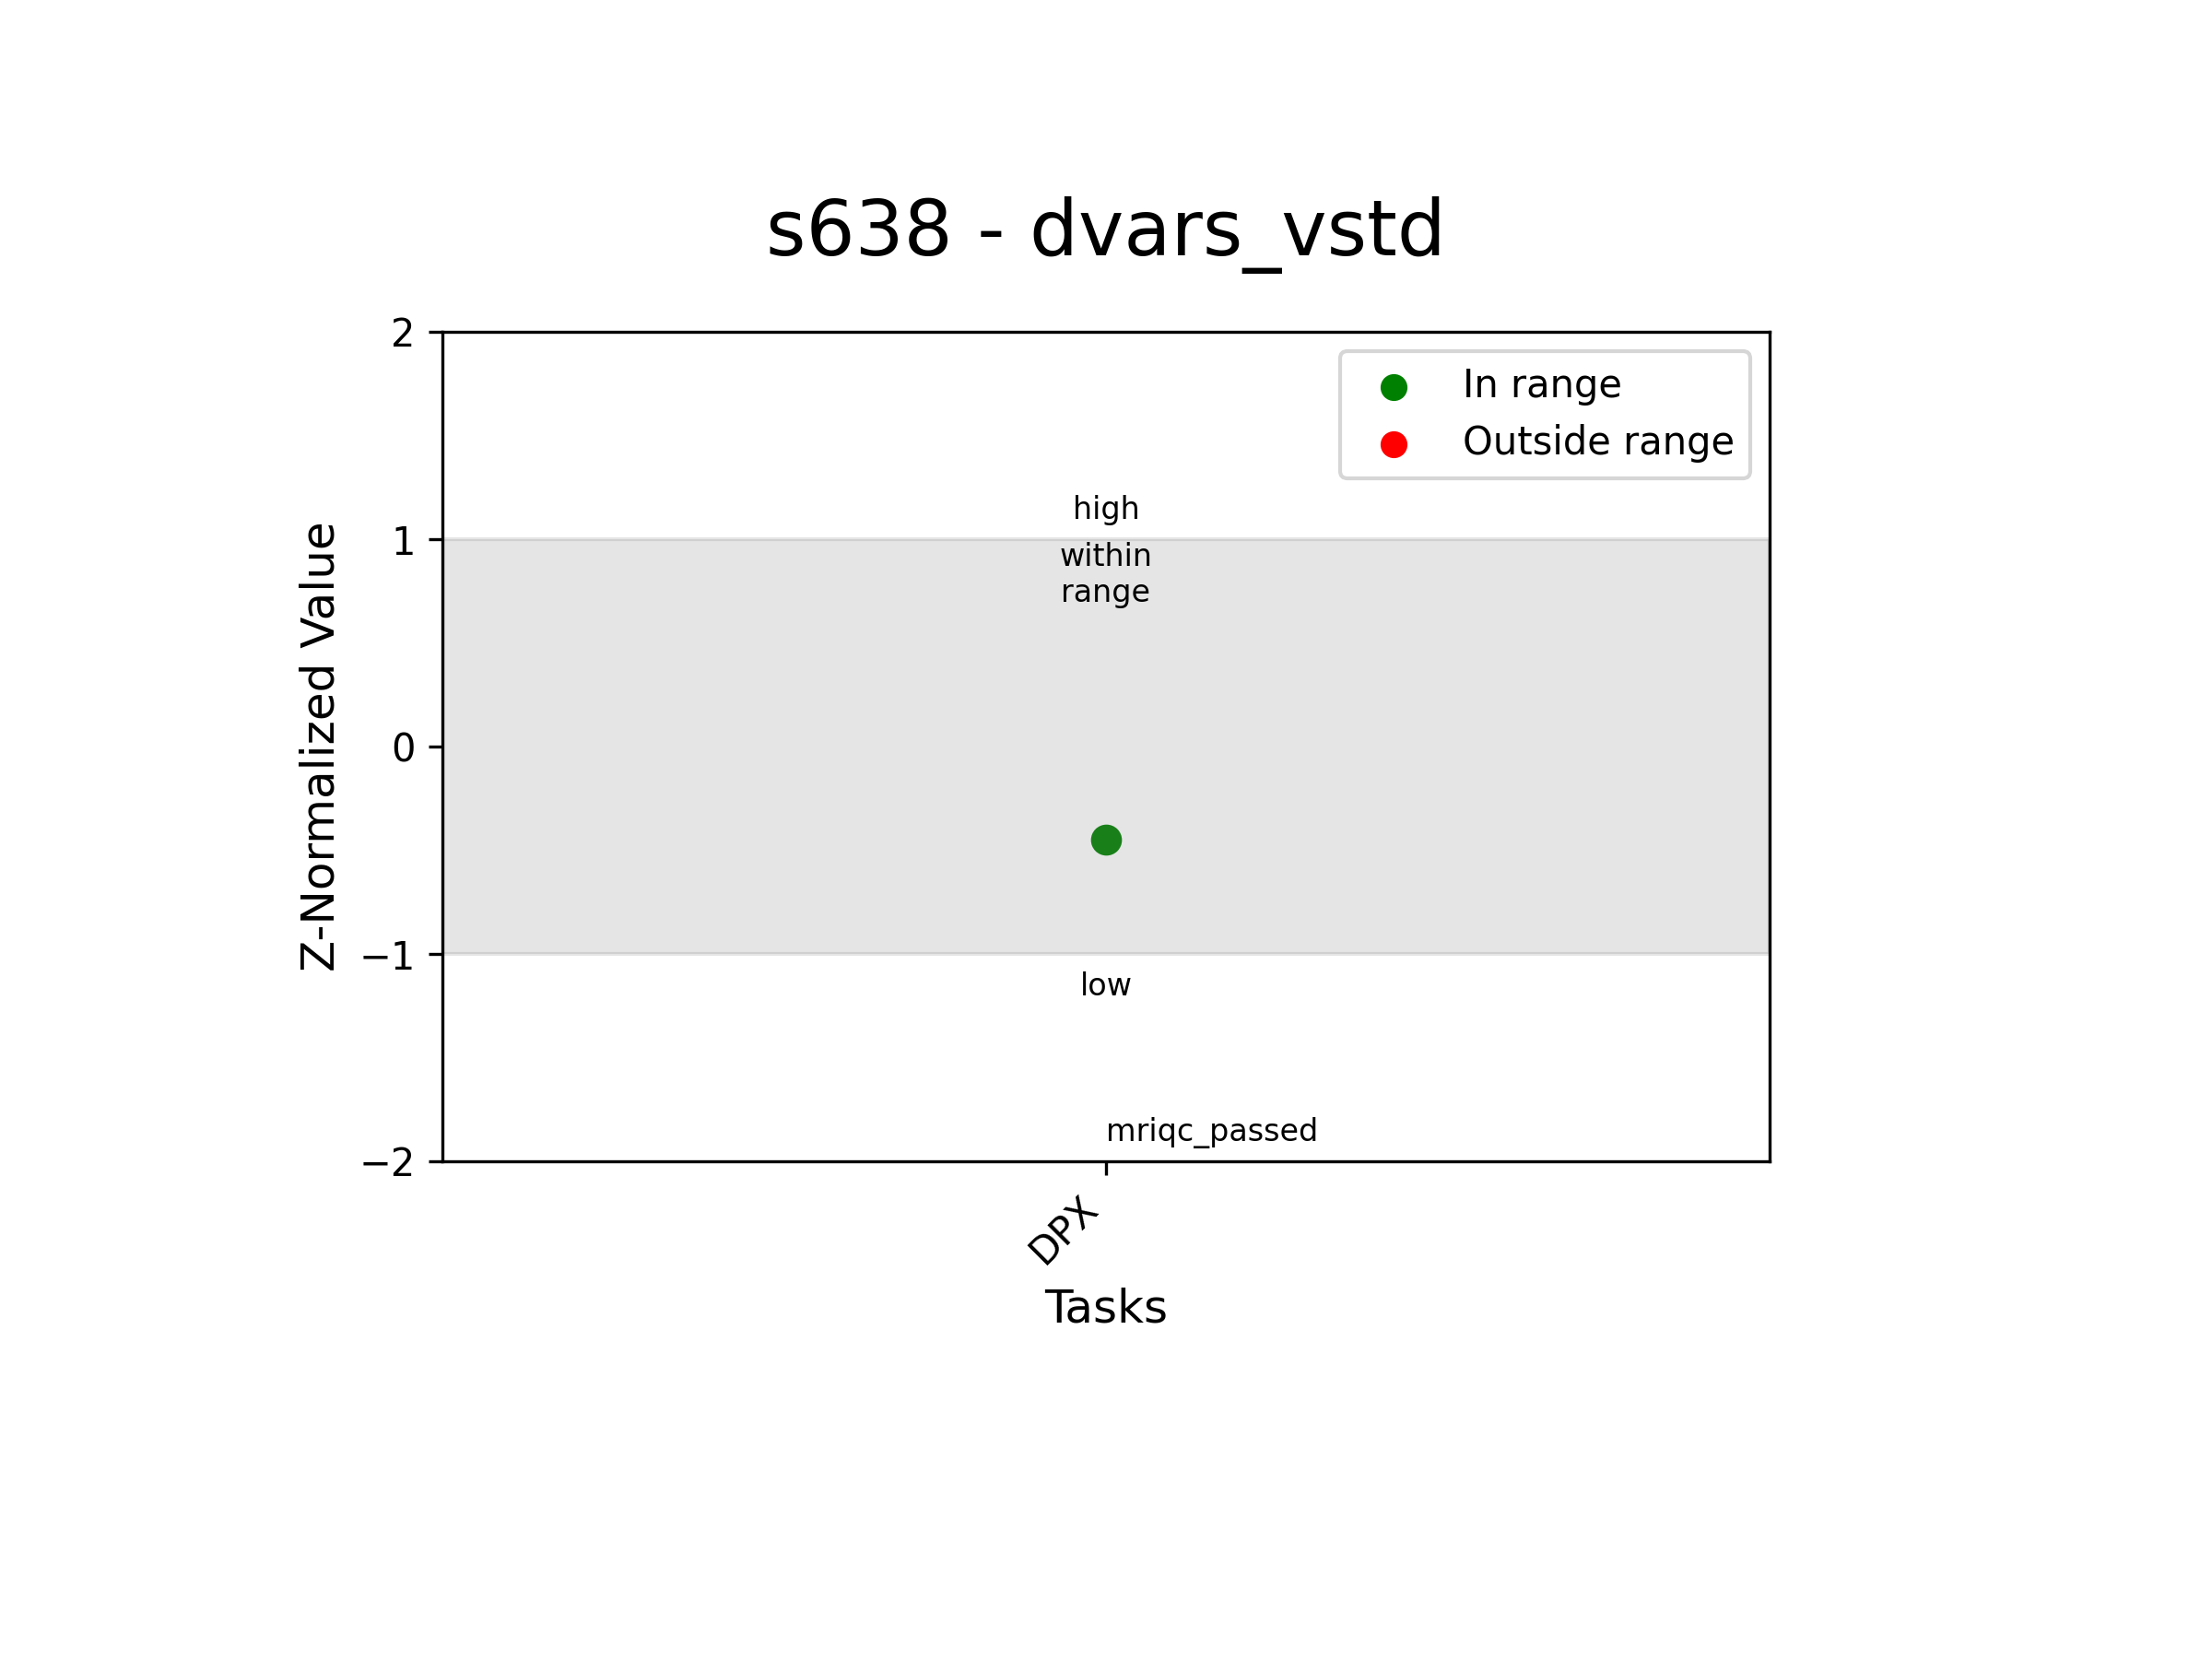 s638 - dvars_vstd
2
In range
Outside range
high
1
within
range
Z-Normalized Value
0
−1
low
mriqc_passed
−2
DPX
Tasks